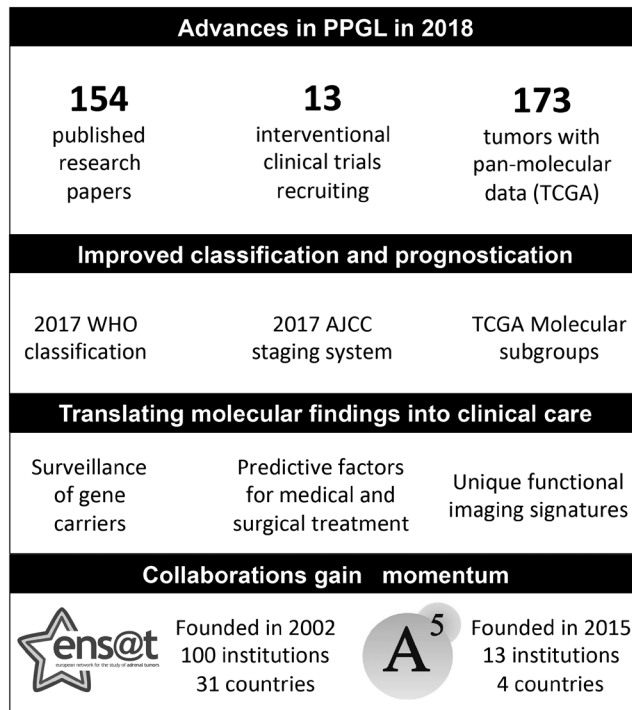 Advances in PPGL in 2018
154
published
research
papers
13
interventional
clinical trials
recruiting
173
tumors with
pan-molecular
data (TCGA)
Improved classification and prognostication
2017 WHO
classification
2017 AJCC
staging system
TCGA Molecular
subgroups
Translating molecular findings into clinical care
Surveillance
of gene
carriers
Predictive factors
for medical and
surgical treatment
Unique functional
imaging signatures
Collaborations gain momentum
ens@t
european network for the study of adrenal tumors
Founded in 2002
100 institutions
31 countries
A5
Founded in 2015
13 institutions
4 countries